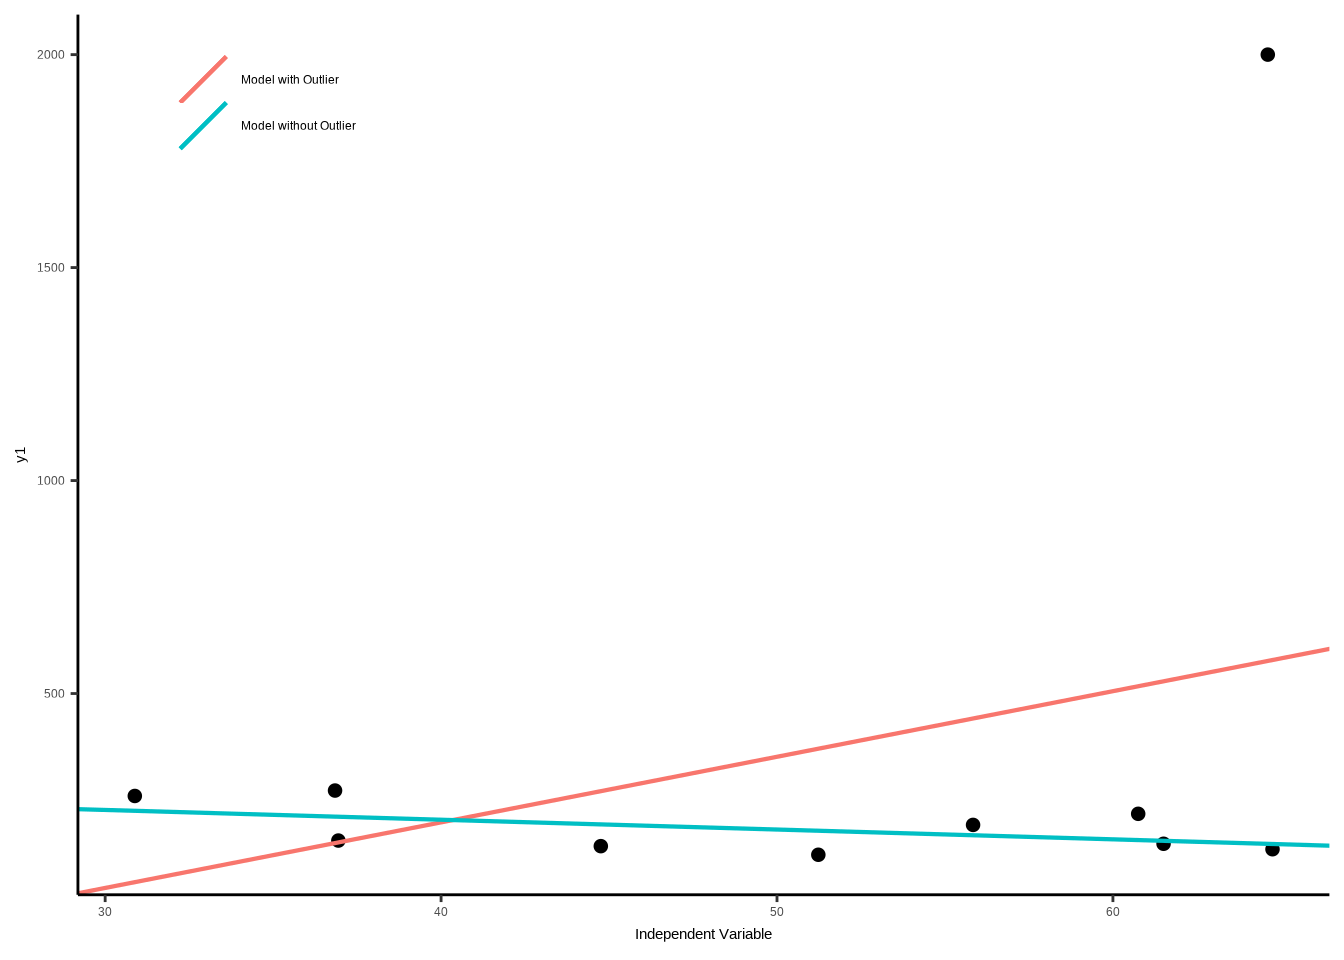 2000
1500
1000
500
y1
Model with Outlier
Model without Outlier
30 40 50 60
Independent Variable